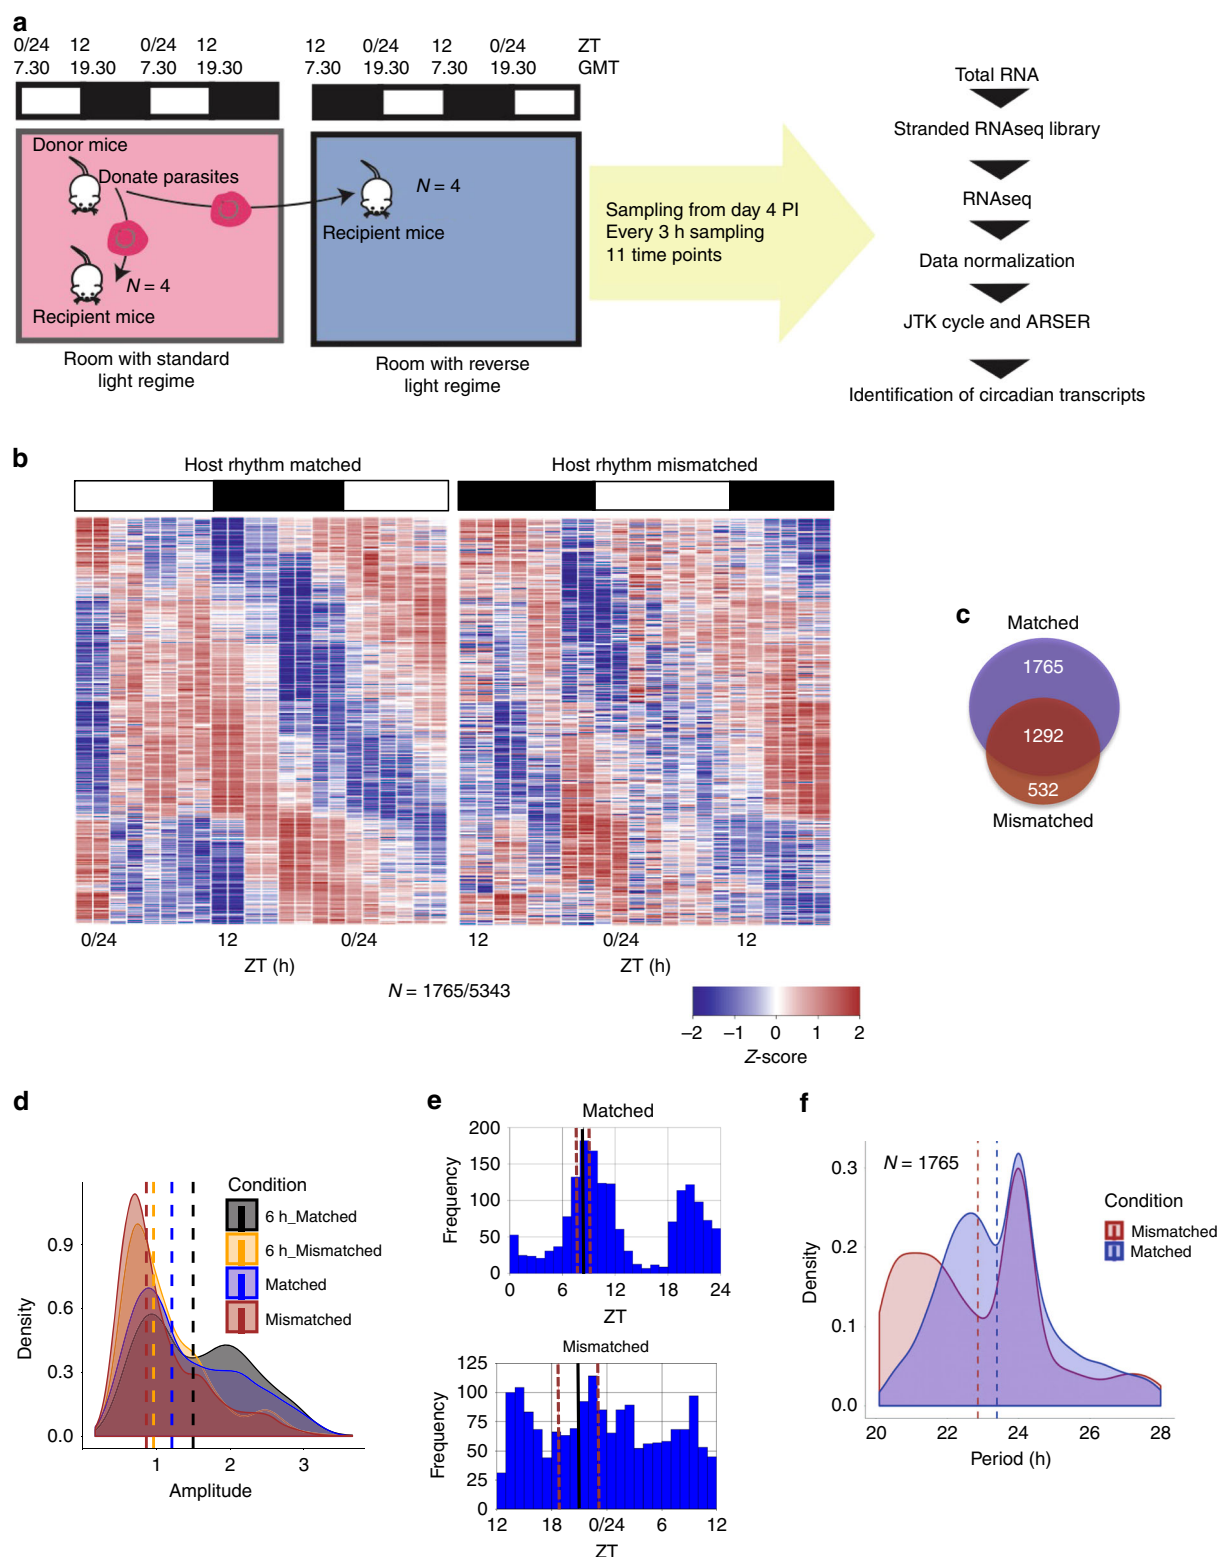 a
0/24 12 0/24 12 12 0/24 12 0/24 ZT
7.30 19.30 7.30 19.30 7.30 19.30 7.30 19.30 GMT
Donor mice
Donate parasites
N = 4
Recipient mice
N = 4
Recipient mice
Room with standard
light regime
Room with reverse
light regime
Sampling from day 4 PI
Every 3 h sampling
11 time points
Total RNA
Stranded RNAseq library
RNAseq
Data normalization
JTK cycle and ARSER
Identification of circadian transcripts
b
Host rhythm matched
Host rhythm mismatched
0/24 12 0/24
ZT (h)
12 0/24 12
ZT (h)
N = 1765/5343
–2 –1 0 1 2
Z-score
c
Matched
1765
1292
532
Mismatched
d
Condition
6 h_Matched
6 h_Mismatched
Matched
Mismatched
0.9
0.6
0.3
0.0
Density
1 2 3
Amplitude
e
Matched
200
150
100
50
0
Frequency
0 6 12 18 24
ZT
Mismatched
125
100
75
50
25
0
Frequency
12 18 0/24 6 12
ZT
f
N = 1765
0.3
0.2
0.1
0.0
Density
20 22 24 26 28
Period (h)
Condition
Mismatched
Matched